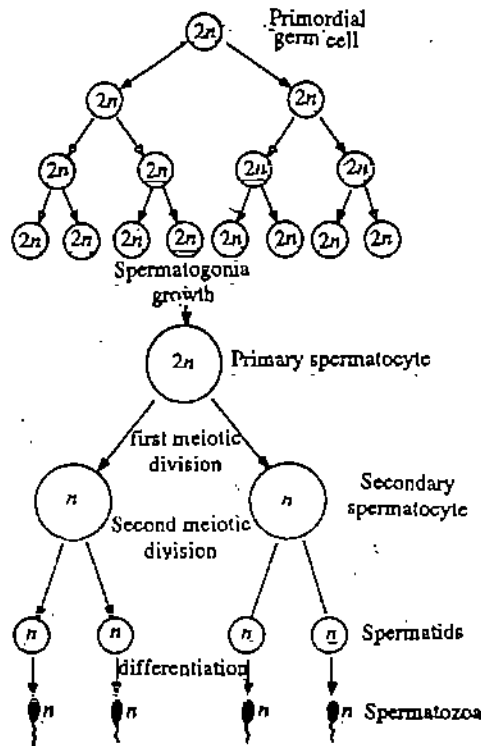 Primordial
germ cell
2n
2n 2n
2n 2n 2n 2n
2n 2n 2n 2n 2n 2n 2n 2n
Spermatogonia
growth
2n
Primary spermatocyte
first meiotic
division
n n
Secondary
spermatocyte
Second meiotic
division
n n n n
Spermatids
differentiation
n n n n
Spermatozoa